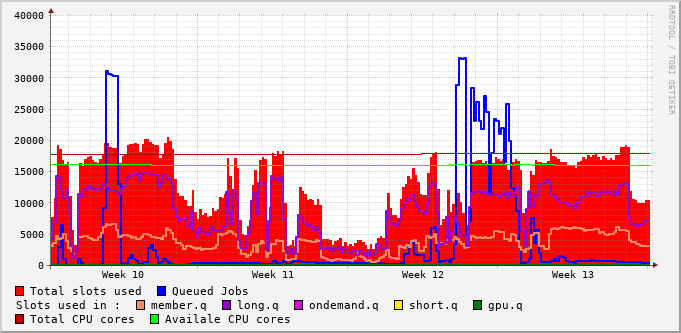 40000
35000
30000
25000
20000
15000
10000
5000
0
Week 10 Week 11 Week 12 Week 13
RRDTOOL / TOBI OETIKER
Total slots used Queued Jobs
Slots used in : member.q long.q ondemand.q short.q gpu.q
Total CPU cores Availale CPU cores